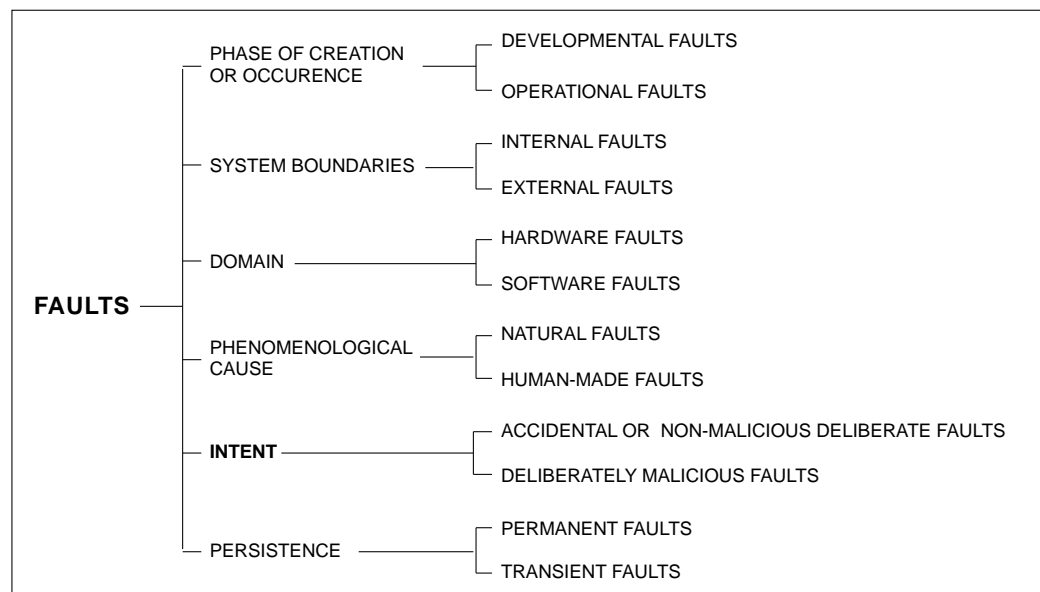 FAULTS
PHASE OF CREATION
OR OCCURENCE
DEVELOPMENTAL FAULTS
OPERATIONAL FAULTS
SYSTEM BOUNDARIES
INTERNAL FAULTS
EXTERNAL FAULTS
DOMAIN
HARDWARE FAULTS
SOFTWARE FAULTS
PHENOMENOLOGICAL
CAUSE
NATURAL FAULTS
HUMAN-MADE FAULTS
INTENT
ACCIDENTAL OR NON-MALICIOUS DELIBERATE FAULTS
DELIBERATELY MALICIOUS FAULTS
PERSISTENCE
PERMANENT FAULTS
TRANSIENT FAULTS